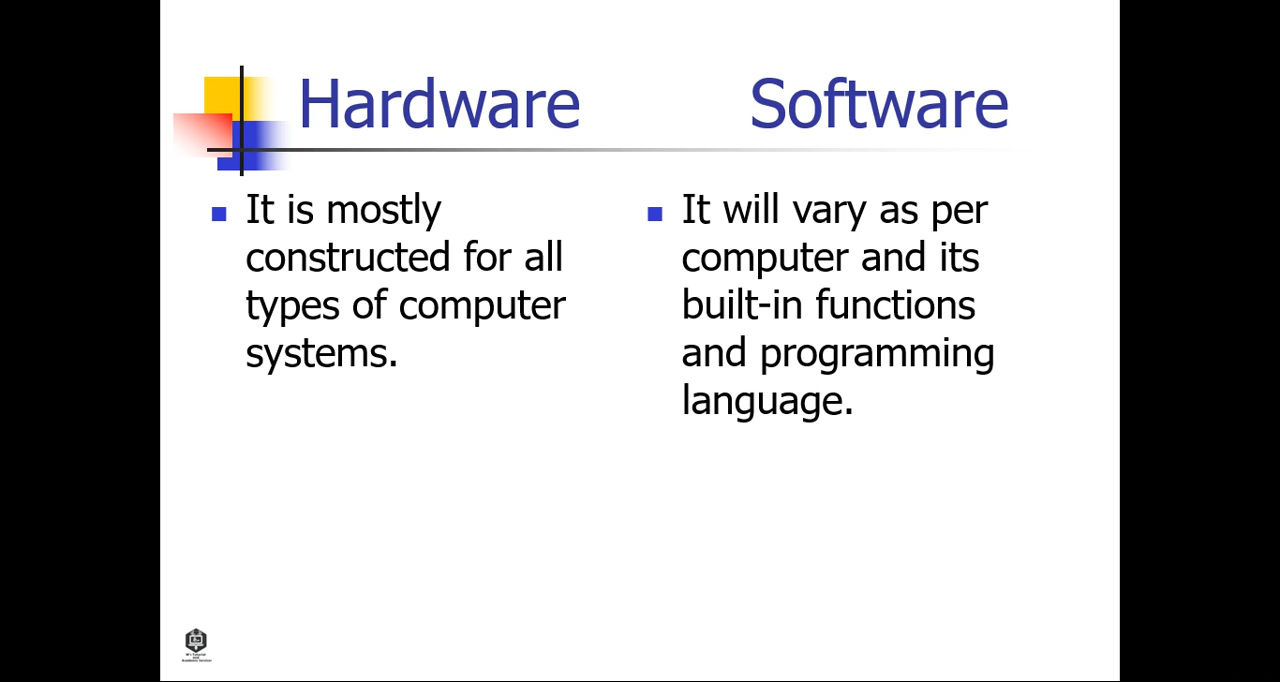 Hardware Software
It is mostly
constructed for all
types of computer
systems.
It will vary as per
computer and its
built-in functions
and programming
language.